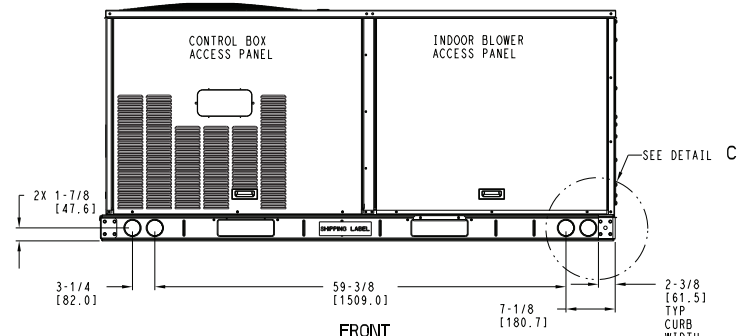 CONTROL BOX
ACCESS PANEL
INDOOR BLOWER
ACCESS PANEL
SEE DETAIL C
2X 1-7/8
[47.6]
SHIPPING LABEL
3-1/4
[82.0]
59-3/8
[1509.0]
7-1/8
[180.7]
2-3/8
[61.5]
TYP
CURB
WIDTH
FRONT